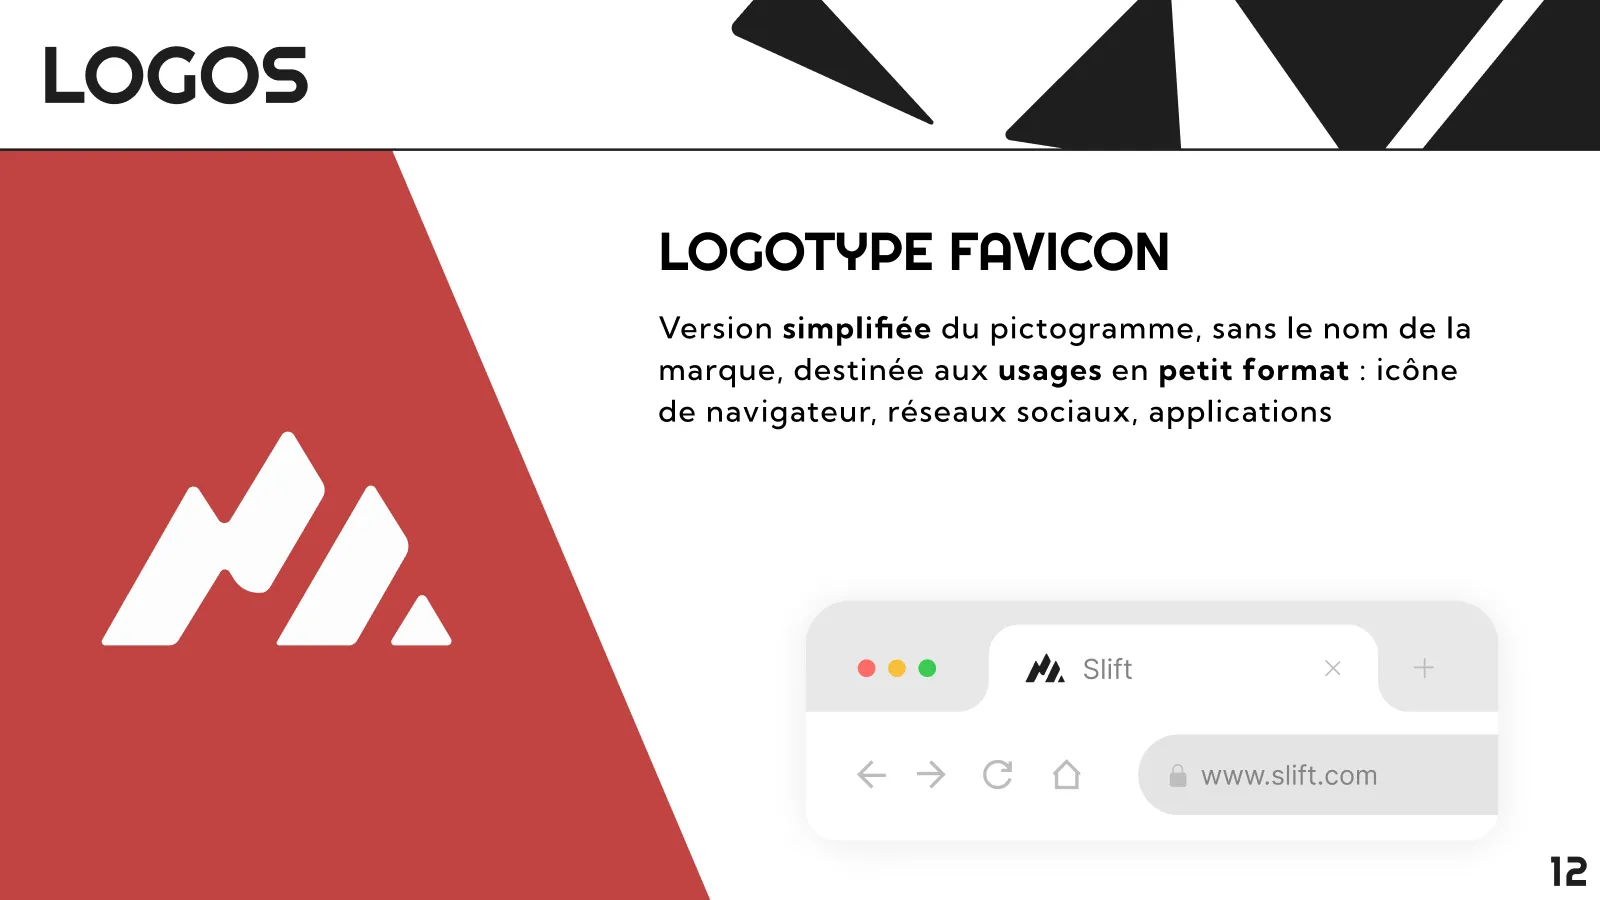 LOGOS
LOGOTYPE FAVICON
Version simplifiée du pictogramme, sans le nom de la
marque, destinée aux usages en petit format : icône
de navigateur, réseaux sociaux, applications
Slift
www.slift.com
12